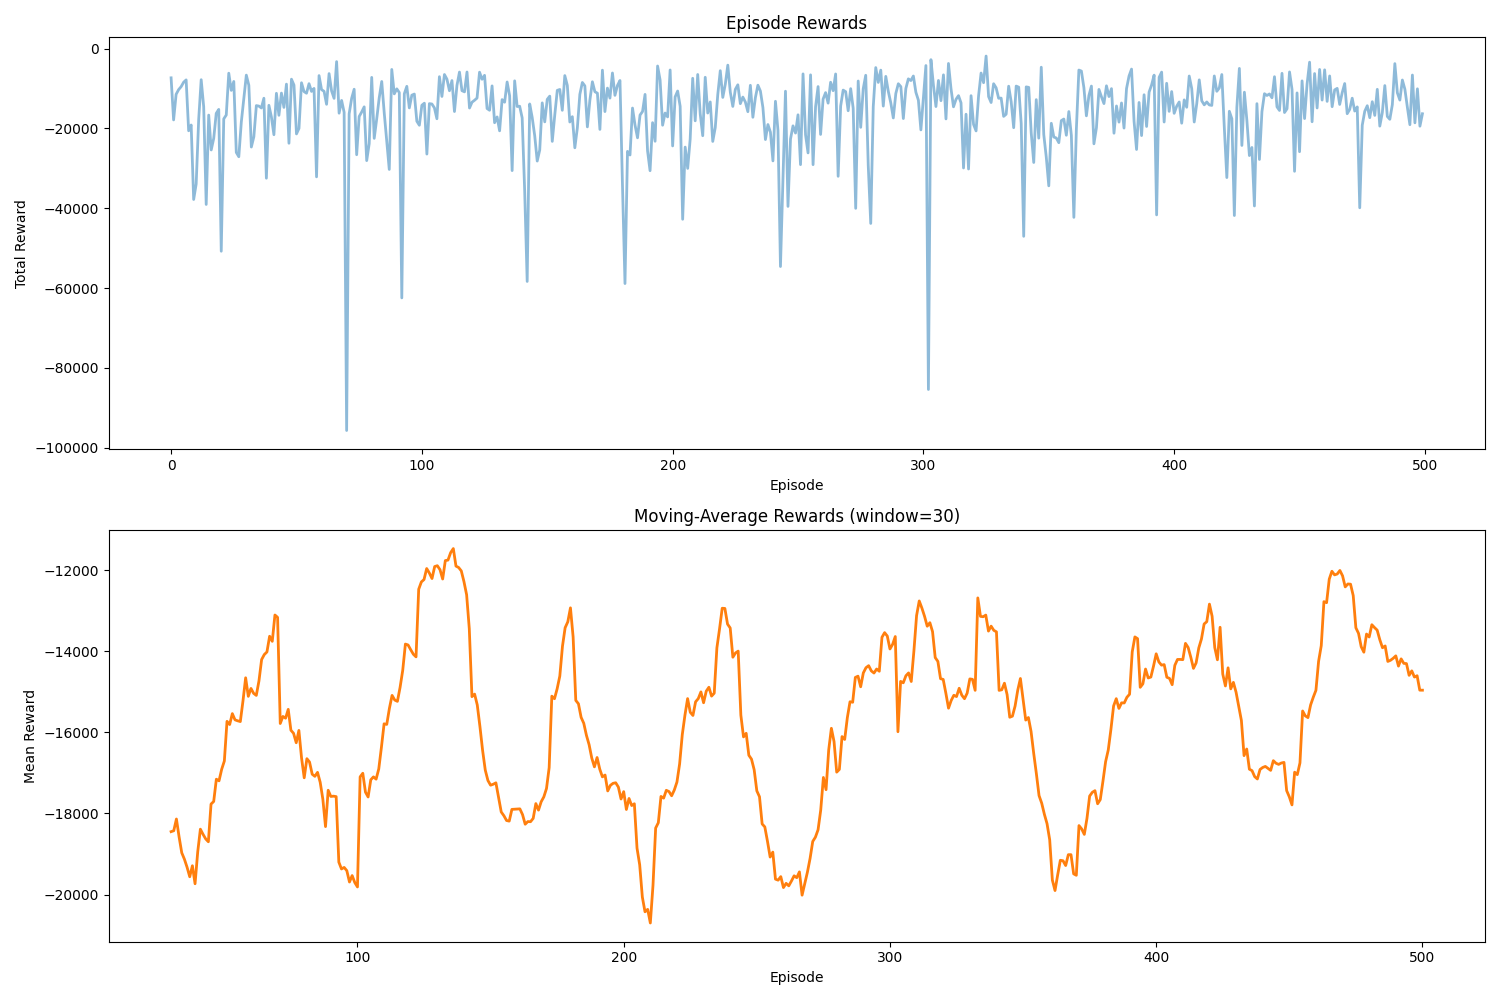 Episode Rewards
Total Reward
0
−20000
−40000
−60000
−80000
−100000
0 100 200 300 400 500
Episode
Moving-Average Rewards (window=30)
Mean Reward
−12000
−14000
−16000
−18000
−20000
100 200 300 400 500
Episode